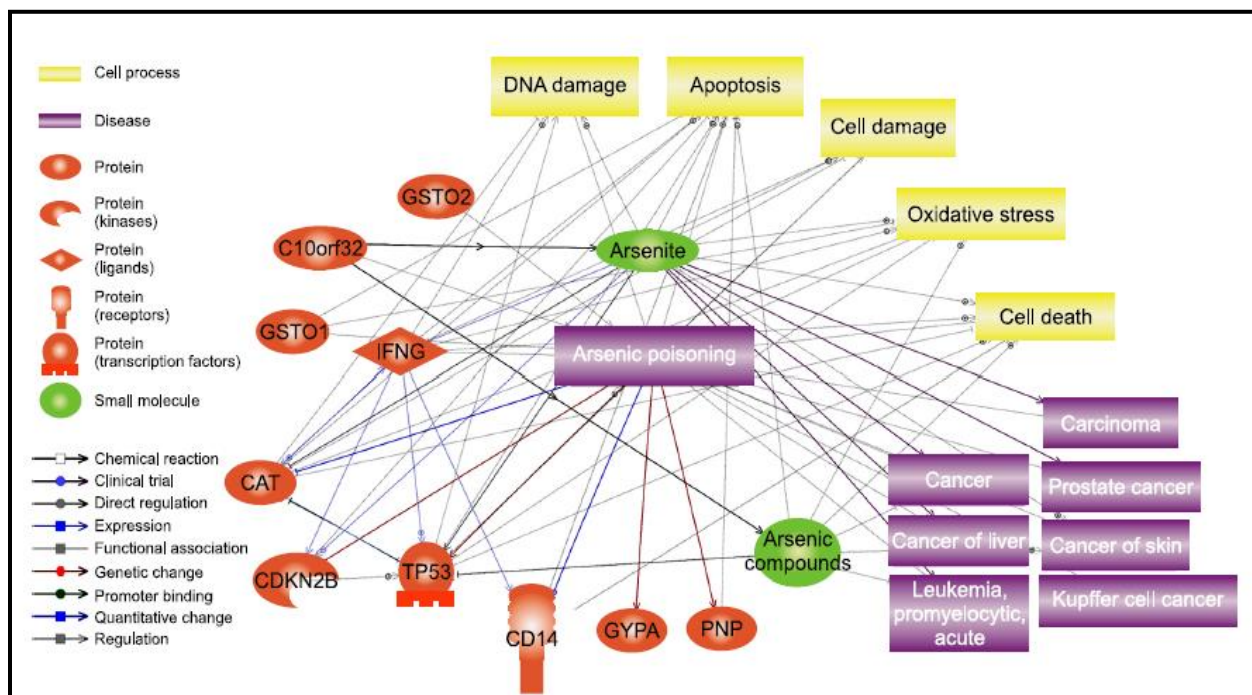 Cell process
Disease
Protein
Protein
(kinases)
Protein
(ligands)
Protein
(receptors)
Protein
(transcription factors)
Small molecule
Chemical reaction
Clinical trial
Direct regulation
Expression
Functional association
Genetic change
Promoter binding
Quantitative change
Regulation
DNA damage
Apoptosis
Cell damage
GSTO2
Oxidative stress
C10orf32
Arsenite
GSTO1
IFNG
Arsenic poisoning
Cell death
Carcinoma
CAT
Cancer
Prostate cancer
CDKN2B
TP53
Arsenic
compounds
Cancer of liver
Cancer of skin
CD14
GYPA
PNP
Leukemia,
promyelocytic,
acute
Kupffer cell cancer